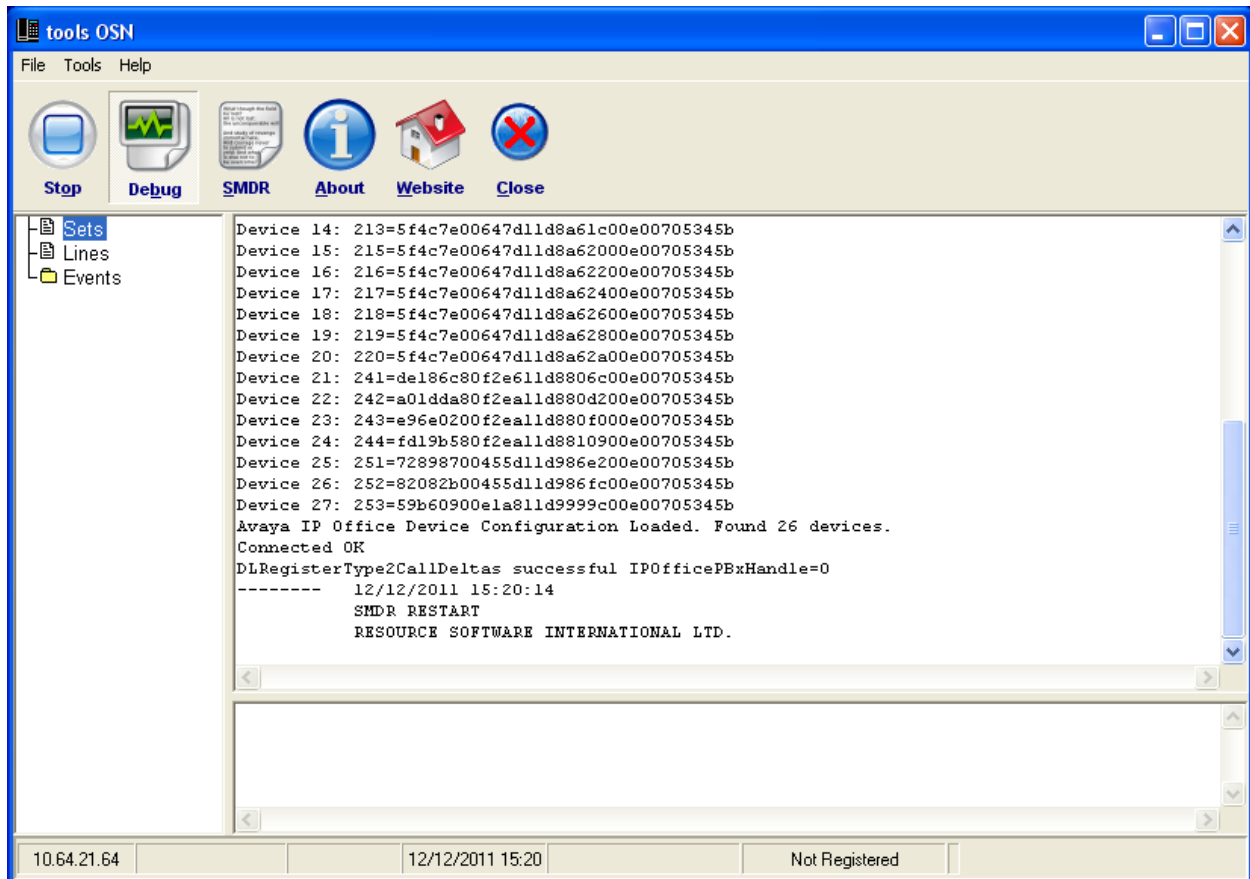 tools OSN
File Tools Help
Stop Debug SMDR About Website Close
Sets
Lines
Events
Device 14: 213=5f4c7e00647d11d8a61c00e00705345b
Device 15: 215=5f4c7e00647d11d8a62000e00705345b
Device 16: 216=5f4c7e00647d11d8a62200e00705345b
Device 17: 217=5f4c7e00647d11d8a62400e00705345b
Device 18: 218=5f4c7e00647d11d8a62600e00705345b
Device 19: 219=5f4c7e00647d11d8a62800e00705345b
Device 20: 220=5f4c7e00647d11d8a62a00e00705345b
Device 21: 241=de186c80f2e611d8806c00e00705345b
Device 22: 242=a01dda80f2ea11d880d200e00705345b
Device 23: 243=e96e0200f2ea11d880f000e00705345b
Device 24: 244=fd19b580f2ea11d8810900e00705345b
Device 25: 251=72898700455d11d986e200e00705345b
Device 26: 252=82082b00455d11d986fc00e00705345b
Device 27: 253=59b60900e1a811d9999c00e00705345b
Avaya IP Office Device Configuration Loaded. Found 26 devices.
Connected OK
DLRegisterType2CallDeltas successful IPOfficePBxHandle=0
-------- 12/12/2011 15:20:14
SMDR RESTART
RESOURCE SOFTWARE INTERNATIONAL LTD.
10.64.21.64 12/12/2011 15:20 Not Registered